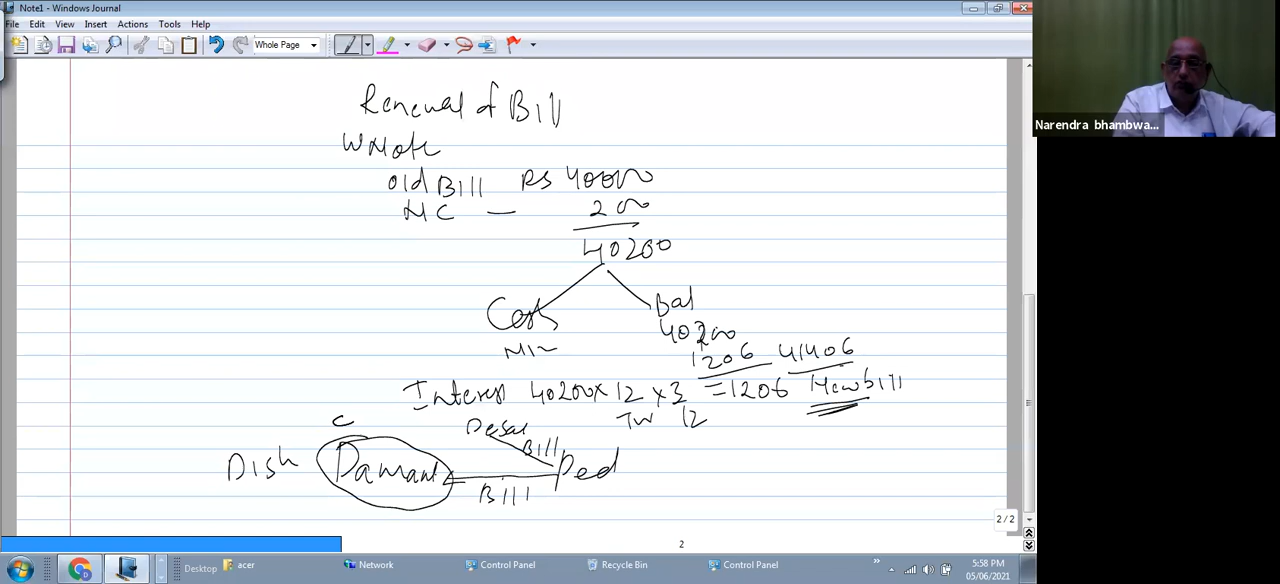 Note1 - Windows Journal
File Edit View Insert Actions Tools Help
Whole Page
Renewal of Bill
W Note
Old Bill Rs 40000
NC — 200
40200
Cash Bal
Nil 40200
1206 41406
Interest 40200 × 12 × 3 = 1206 New bill
12
C Desai
Bill
Dish Damani Ded
Bill
2/2
2
Narendra bhambwa...
Desktop acer Network Control Panel Recycle Bin Control Panel
5:58 PM
05/06/2021